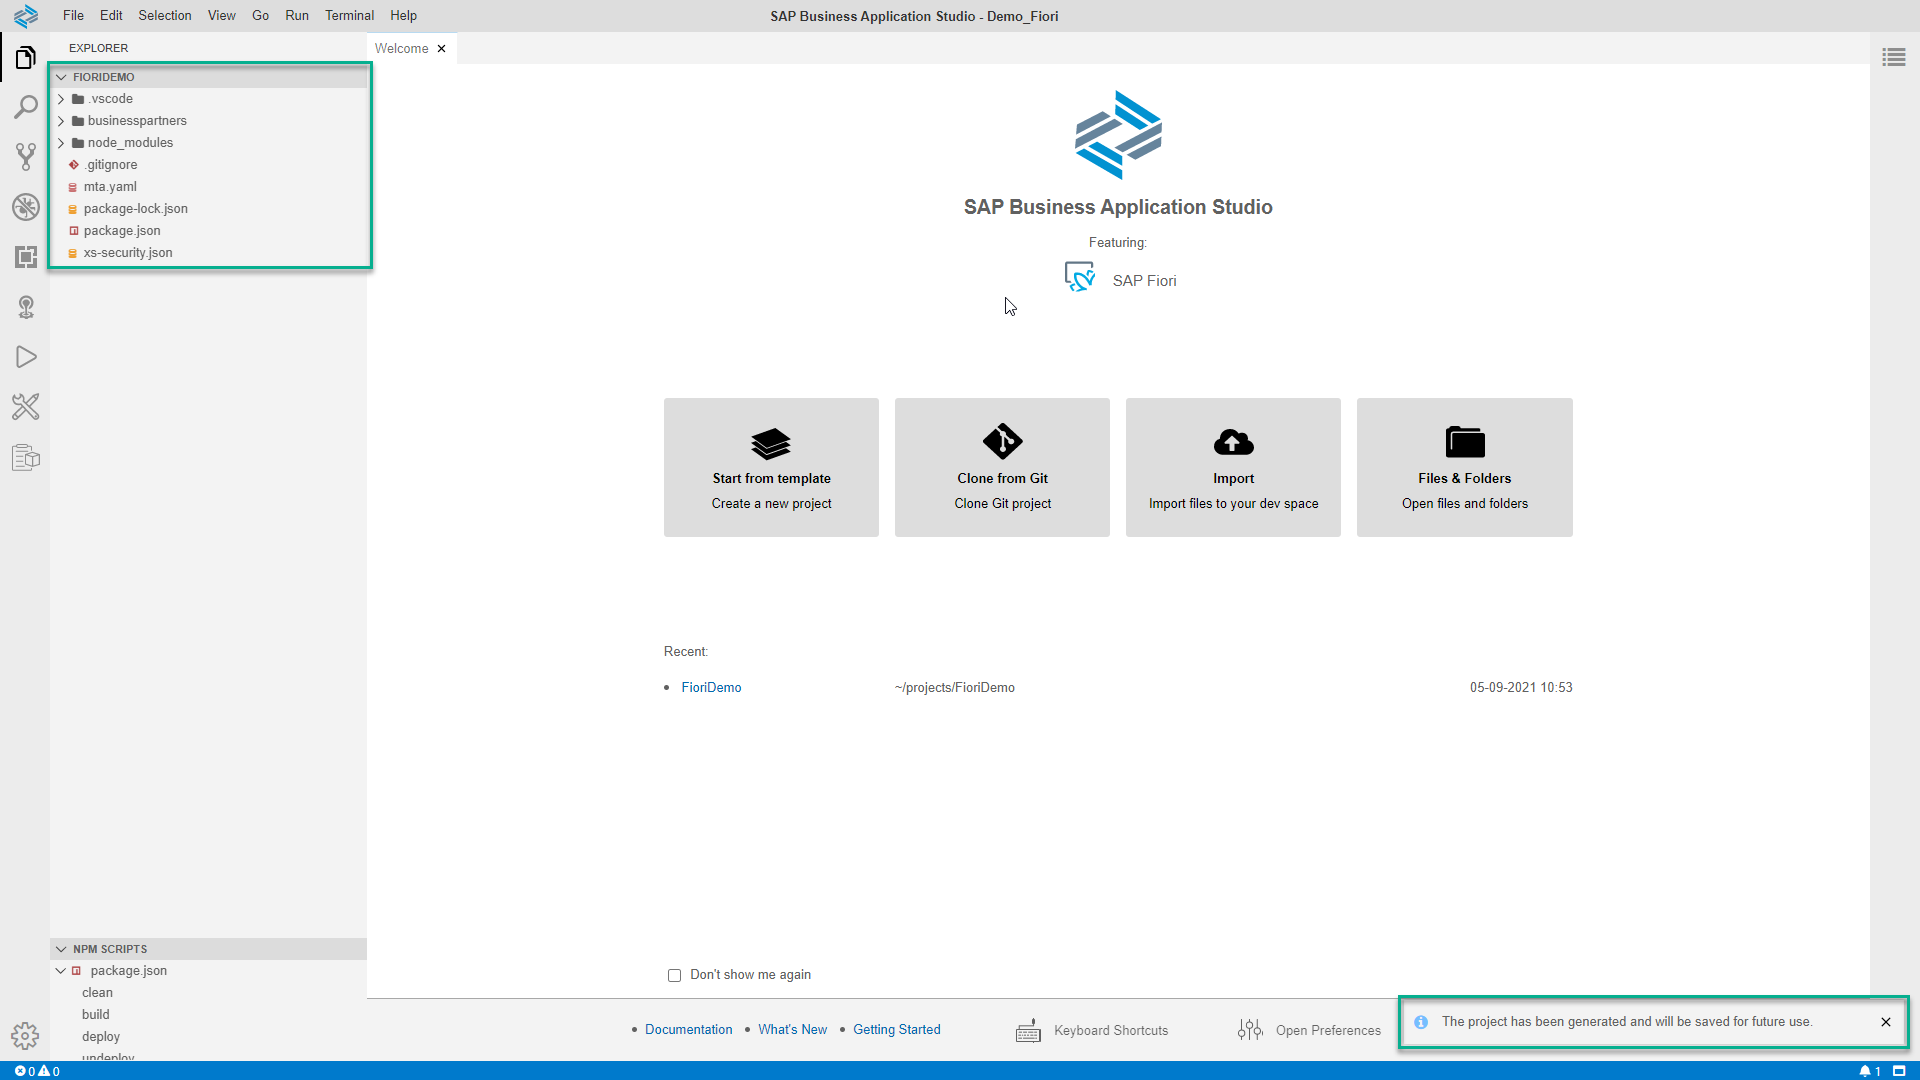 File Edit Selection View Go Run Terminal Help
SAP Business Application Studio - Demo_Fiori
EXPLORER
Welcome
FIORIDEMO
.vscode
businesspartners
node_modules
.gitignore
mta.yaml
package-lock.json
package.json
xs-security.json
SAP Business Application Studio
Featuring:
SAP Fiori
Start from template
Create a new project
Clone from Git
Clone Git project
Import
Import files to your dev space
Files & Folders
Open files and folders
Recent:
FioriDemo ~/projects/FioriDemo 05-09-2021 10:53
NPM SCRIPTS
package.json
clean
build
deploy
undeploy
Don't show me again
Documentation What's New Getting Started Keyboard Shortcuts Open Preferences
The project has been generated and will be saved for future use.
0 0 1